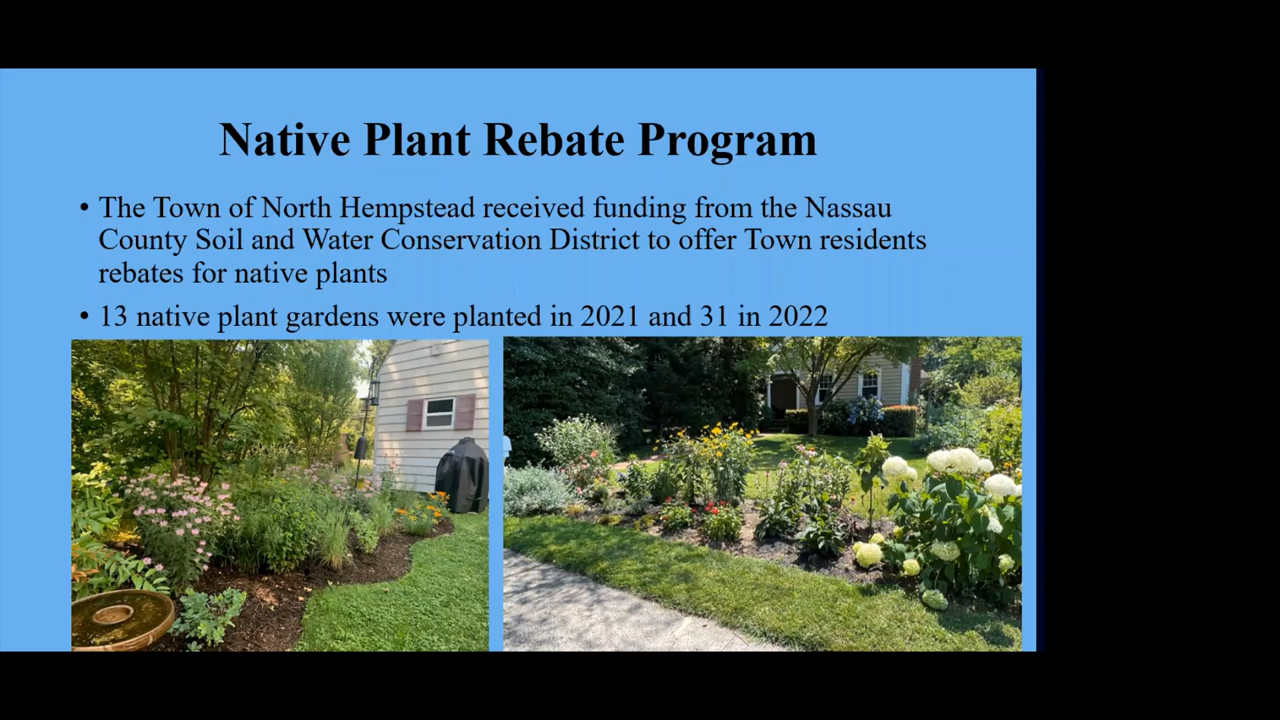 Native Plant Rebate Program
• The Town of North Hempstead received funding from the Nassau
County Soil and Water Conservation District to offer Town residents
rebates for native plants
• 13 native plant gardens were planted in 2021 and 31 in 2022